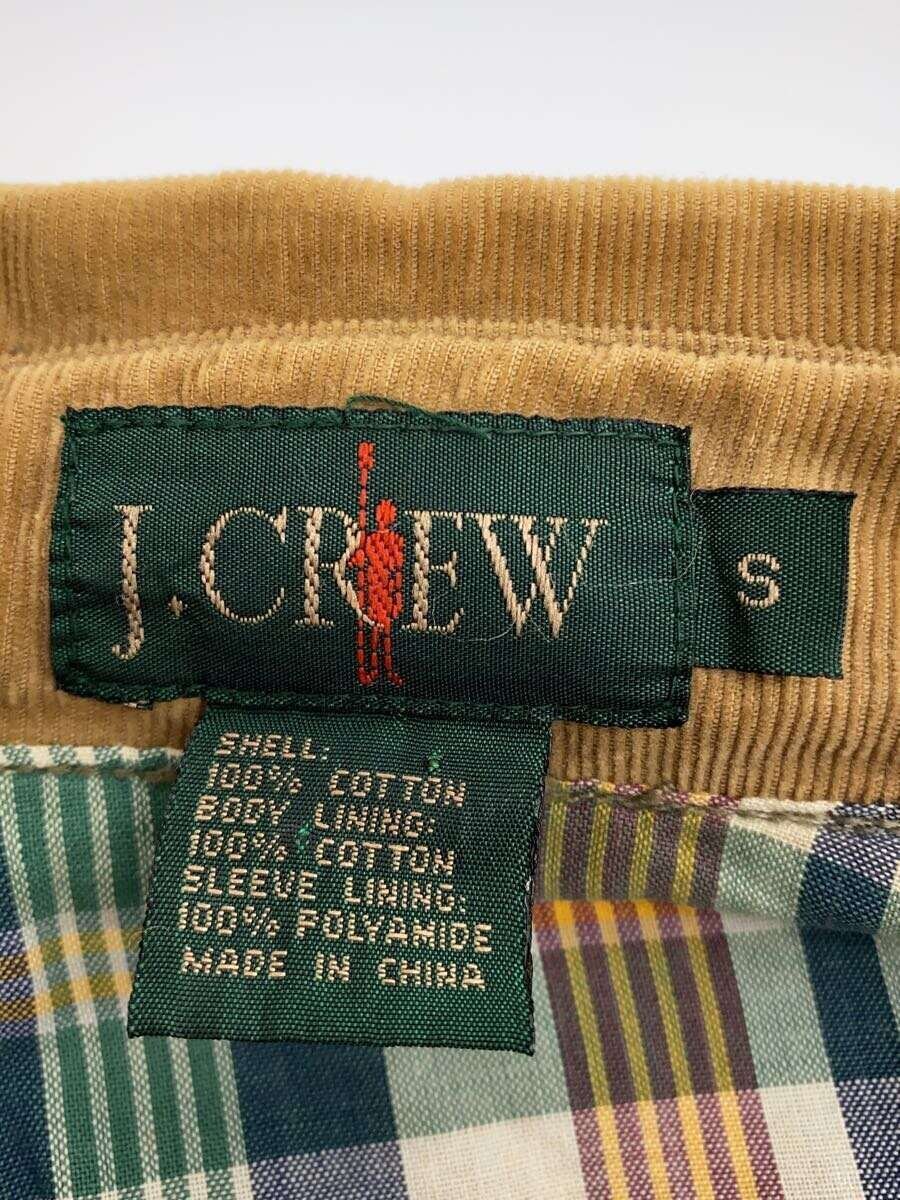 J.CREW
S
SHELL:
100% COTTON
BODY LINING:
100% COTTON
SLEEVE LINING:
100% POLYAMIDE
MADE IN CHINA